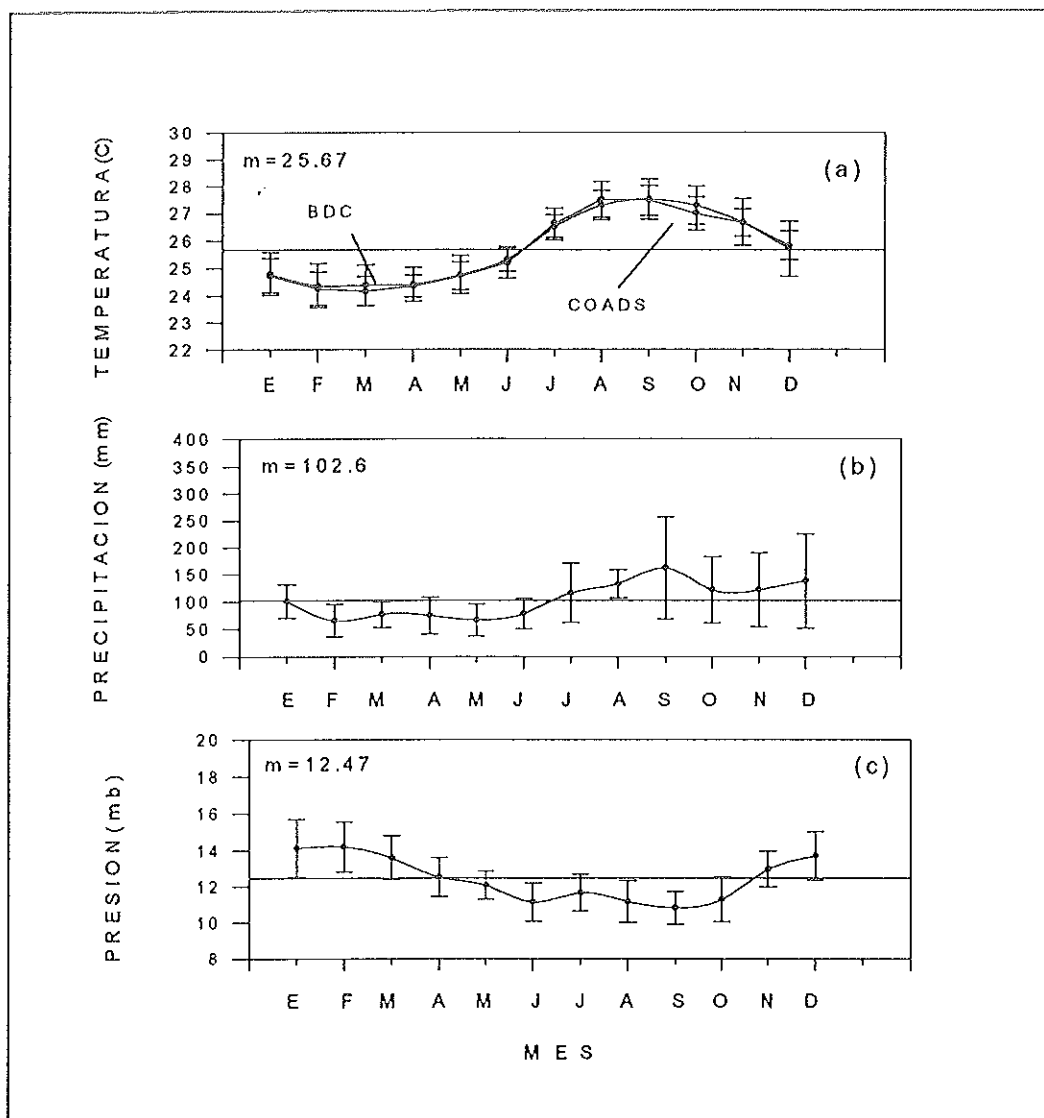 TEMPERATURA (C)
30
29
28
27
26
25
24
23
22
m=25.67
(a)
BDC
COADS
E F M A M J J A S O N D
PRECIPITACION (mm)
400
350
300
250
200
150
100
50
0
m=102.6
(b)
E F M A M J J A S O N D
PRESION (mb)
20
18
16
14
12
10
8
m=12.47
(c)
E F M A M J J A S O N D
M E S